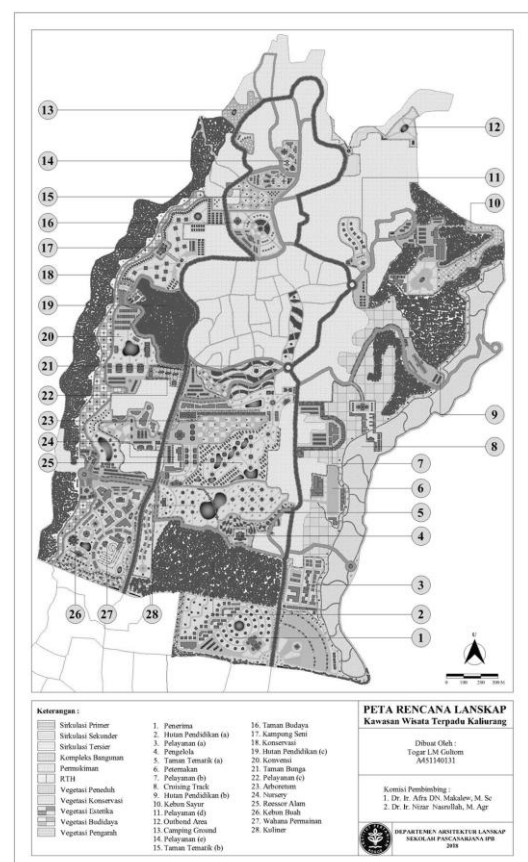 13
14
15
16
17
18
19
20
21
22
23
24
25
26
27
28
12
11
10
9
8
7
6
5
4
3
2
1
U
Keterangan :
Sirkulasi Primer
Sirkulasi Sekunder
Sirkulasi Tersier
Kompleks Bangunan
Permukiman
RTH
Vegetasi Peneduh
Vegetasi Konservasi
Vegetasi Estetika
Vegetasi Budidaya
Vegetasi Pengarah
1. Penerima
2. Hutan Pendidikan (a)
3. Pelayanan (a)
4. Pengelola
5. Taman Tematik (a)
6. Peternakan
7. Pelayanan (b)
8. Cruising Track
9. Hutan Pendidikan (b)
10. Kebun Sayur
11. Pelayanan (d)
12. Outbond Area
13. Camping Ground
14. Pelayanan (e)
15. Taman Tematik (b)
16. Taman Budaya
17. Kampung Seni
18. Konservasi
19. Hutan Pendidikan (c)
20. Konvensi
21. Taman Bunga
22. Pelayanan (c)
23. Arboretum
24. Nursery
25. Reessor Alam
26. Kebun Buah
27. Wahana Permainan
28. Kuliner
PETA RENCANA LANSKAP
Kawasan Wisata Terpadu Kaliurang
Dibuat Oleh :
Togar LM Gultom
A451140131
Komisi Pembimbing :
1. Dr. Ir. Afra DN. Makalew, M. Sc
2. Dr. Ir. Nizar Nasrullah, M. Agr
DEPARTEMEN ARSITEKTUR LANSKAP
SEKOLAH PASCASARJANA IPB
2018